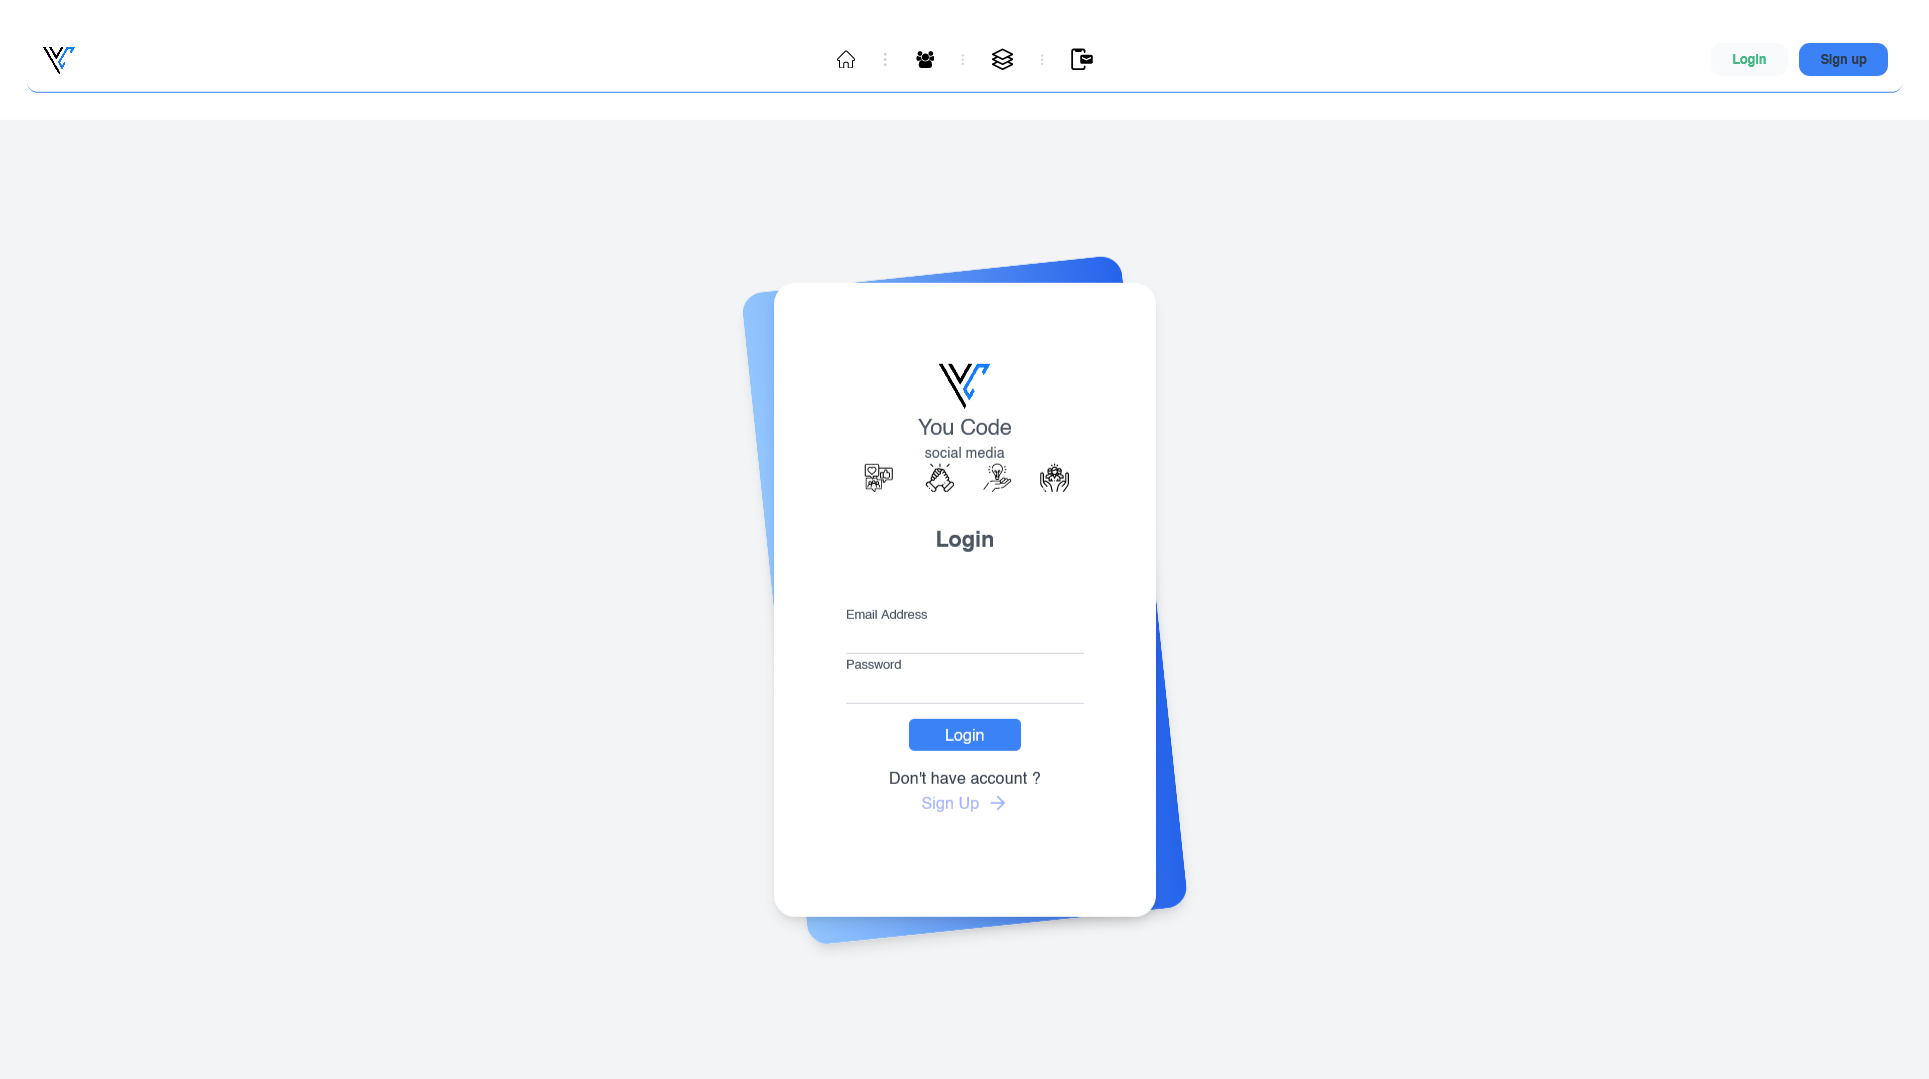 Login
Sign up
You Code
social media
Login
Email Address
Password
Login
Don't have account ?
Sign Up